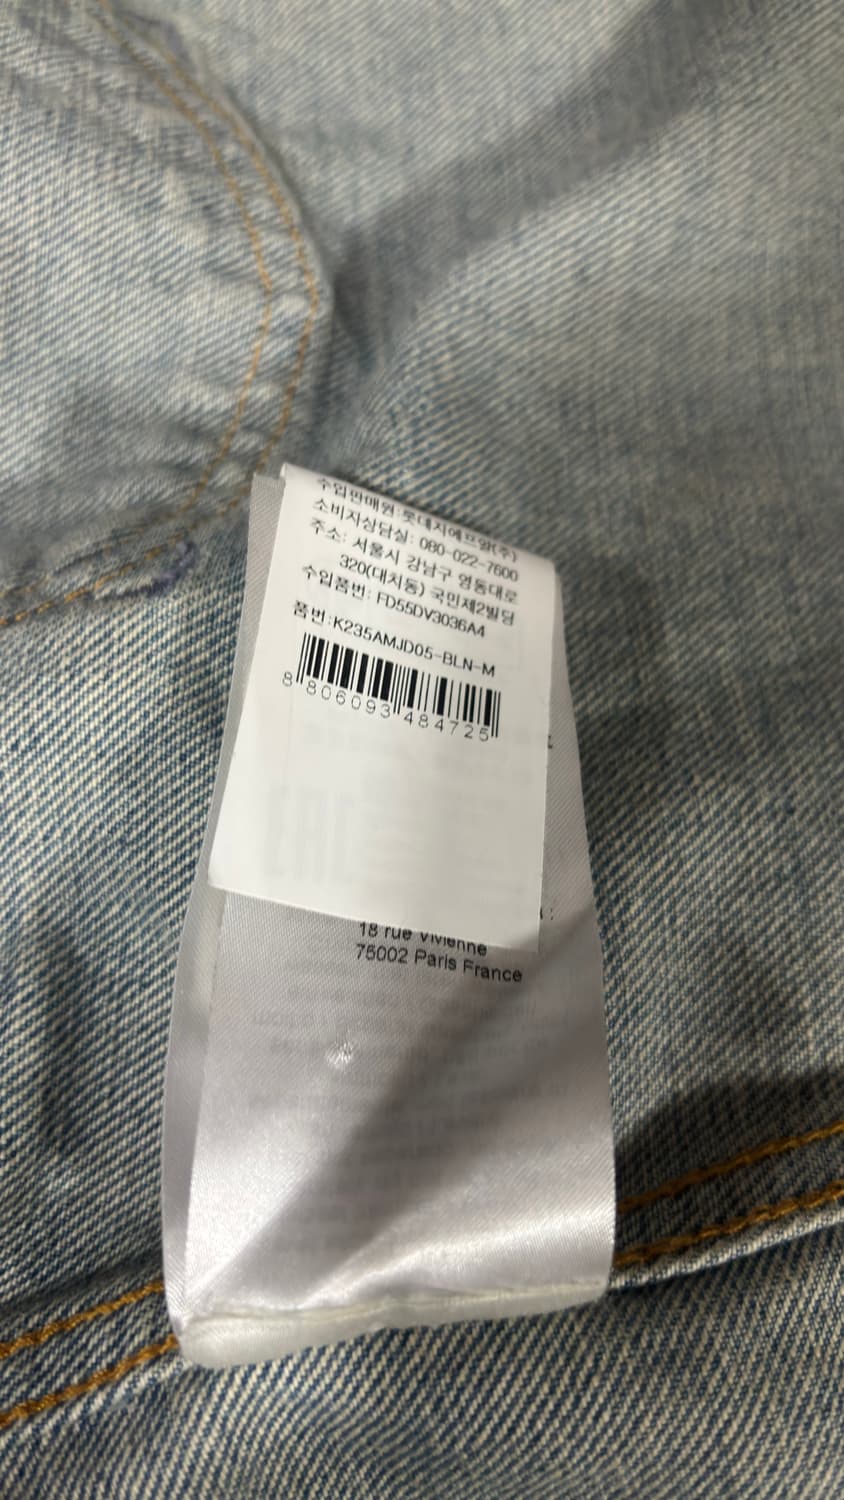 수입판매원:롯데지에프알(주)
소비자상담실: 080-022-7600
주소: 서울시 강남구 영동대로
320(대치동) 국민제2빌딩
수입품번: FD55DV3036A4
품번:K235AMJD05-BLN-M
8 806093 484725
18 rue Vivienne
75002 Paris France